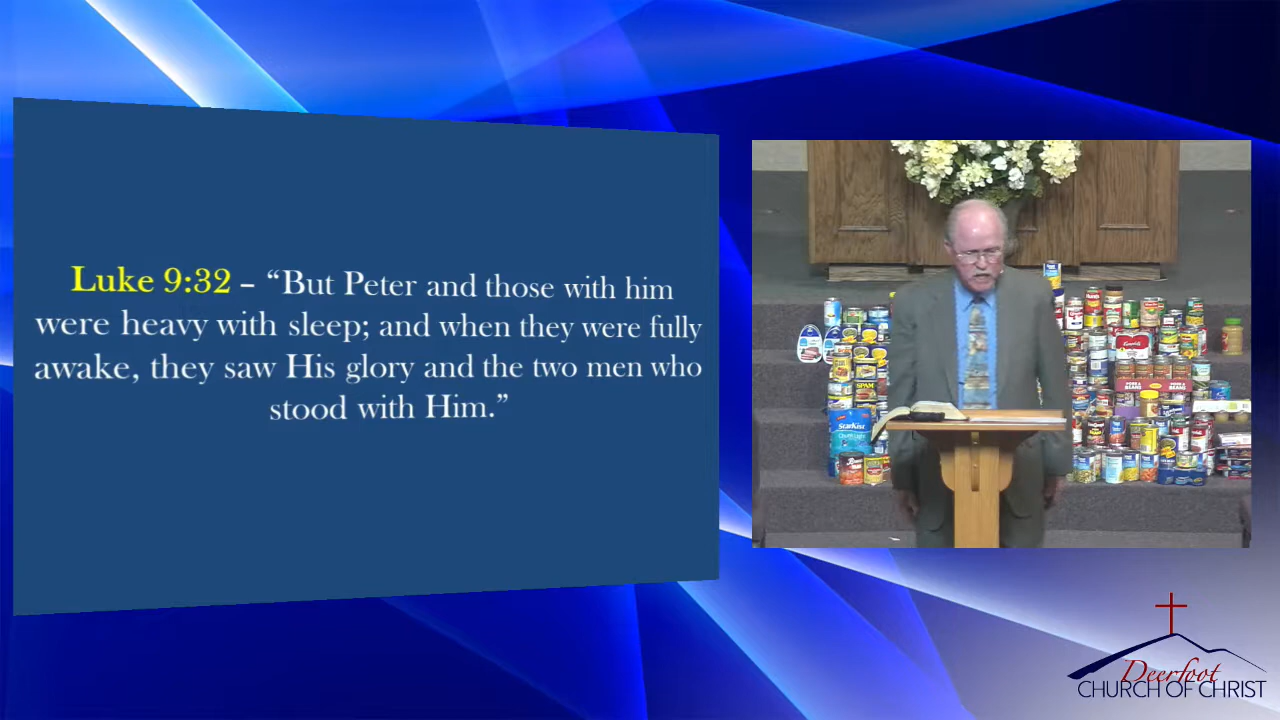 Luke 9:32 – “But Peter and those with him
were heavy with sleep; and when they were fully
awake, they saw His glory and the two men who
stood with Him.”
StarKist
SPAM
Deerfoot
CHURCH OF CHRIST